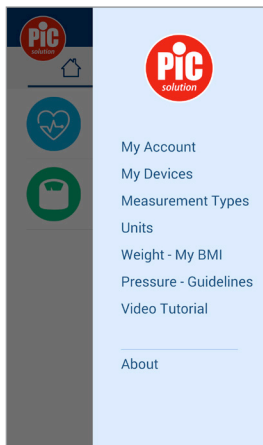 PiC
solution
PiC
solution
My Account
My Devices
Measurement Types
Units
Weight - My BMI
Pressure - Guidelines
Video Tutorial
About